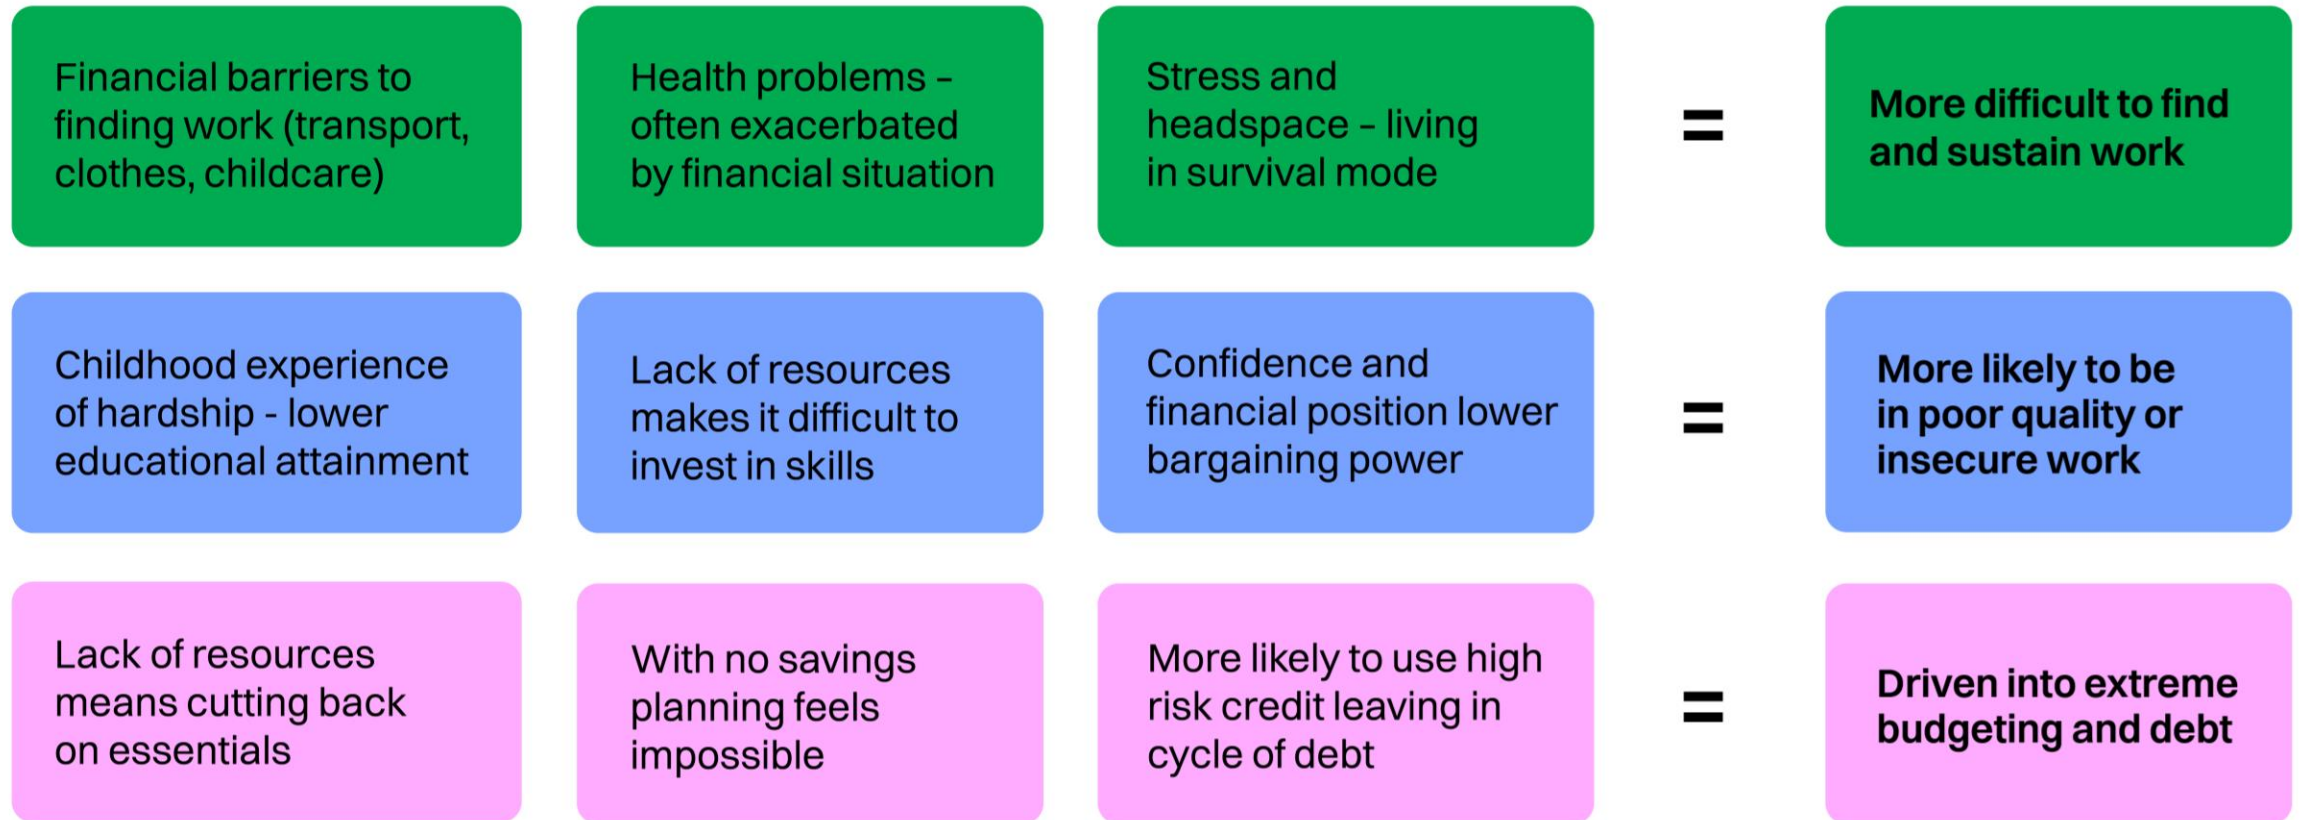 Financial barriers to
finding work (transport,
clothes, childcare)
Health problems –
often exacerbated
by financial situation
Stress and
headspace – living
in survival mode
=
More difficult to find
and sustain work
Childhood experience
of hardship - lower
educational attainment
Lack of resources
makes it difficult to
invest in skills
Confidence and
financial position lower
bargaining power
=
More likely to be
in poor quality or
insecure work
Lack of resources
means cutting back
on essentials
With no savings
planning feels
impossible
More likely to use high
risk credit leaving in
cycle of debt
=
Driven into extreme
budgeting and debt